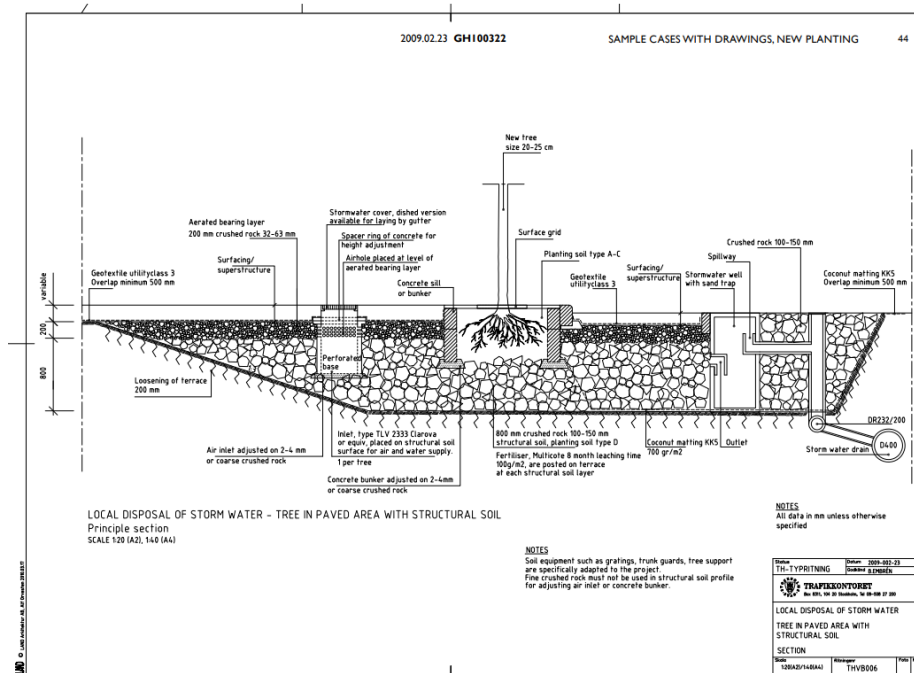 2009.02.23 GH100322
SAMPLE CASES WITH DRAWINGS, NEW PLANTING 44
New tree
size 20-25 cm
Stormwater cover, dished version
available for laying by gutter
Aerated bearing layer
200 mm crushed rock 32-63 mm
Spacer ring of concrete for
height adjustment
Surface grid
Crushed rock 100-150 mm
Surfacing/
superstructure
Airhole placed at level of
aerated bearing layer
Planting soil type A-C
Spillway
Geotextile utilityclass 3
Overlap minimum 500 mm
Concrete sill
or bunker
Geotextile
utilityclass 3
Surfacing/
superstructure
Stormwater well
with sand trap
Coconut matting KK5
Overlap minimum 500 mm
variable
200
800
Perforated
base
Loosening of terrace
200 mm
Air inlet adjusted on 2-4 mm
or coarse crushed rock
Inlet, type TLV 2333 Clarova
or equiv, placed on structural soil
surface for air and water supply.
1 per tree
Concrete bunker adjusted on 2-4mm
or coarse crushed rock
800 mm crushed rock 100-150 mm
structural soil, planting soil type D
Fertiliser, Multicote 8 month leaching time
100g/m2, are posted on terrace
at each structural soil layer
Coconut matting KK5
700 gr/m2
Outlet
DR232/200
D400
Storm water drain
LOCAL DISPOSAL OF STORM WATER - TREE IN PAVED AREA WITH STRUCTURAL SOIL
Principle section
SCALE 1:20 (A2), 1:40 (A4)
NOTES
All data in mm unless otherwise
specified
NOTES
Soil equipment such as gratings, trunk guards, tree support
are specifically adapted to the project.
Fine crushed rock must not be used in structural soil profile
for adjusting air inlet or concrete bunker.
Status
TH-TYPRITNING
Datum 2009-002-23
Godkänd B.EMBRÉN
TRAFIKKONTORET
LOCAL DISPOSAL OF STORM WATER
TREE IN PAVED AREA WITH
STRUCTURAL SOIL
SECTION
Skala
1:20(A2)/1:40(A4)
THVB006